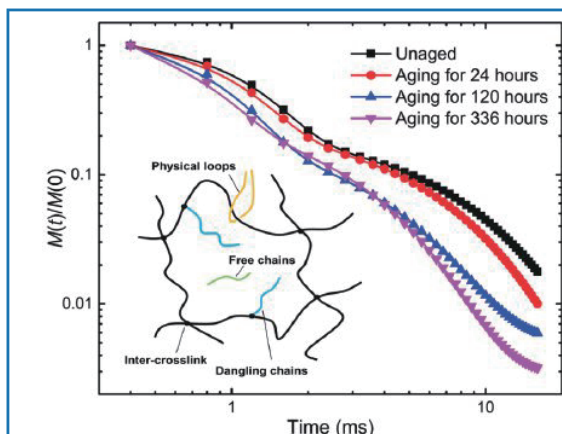 1
0.1
0.01
M(t)/M(0)
Unaged
Aging for 24 hours
Aging for 120 hours
Aging for 336 hours
Physical loops
Free chains
Inter-crosslink
Dangling chains
1
10
Time (ms)